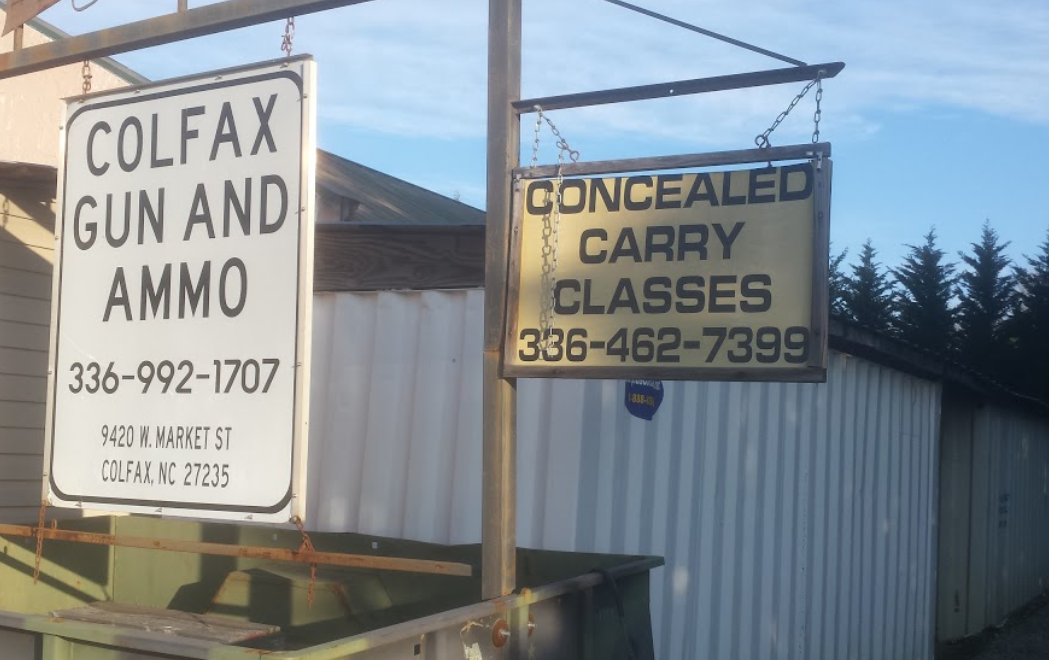 COLFAX
GUN AND
AMMO
336-992-1707
9420 W. MARKET ST
COLFAX, NC 27235
CONCEALED
CARRY
CLASSES
336-462-7399